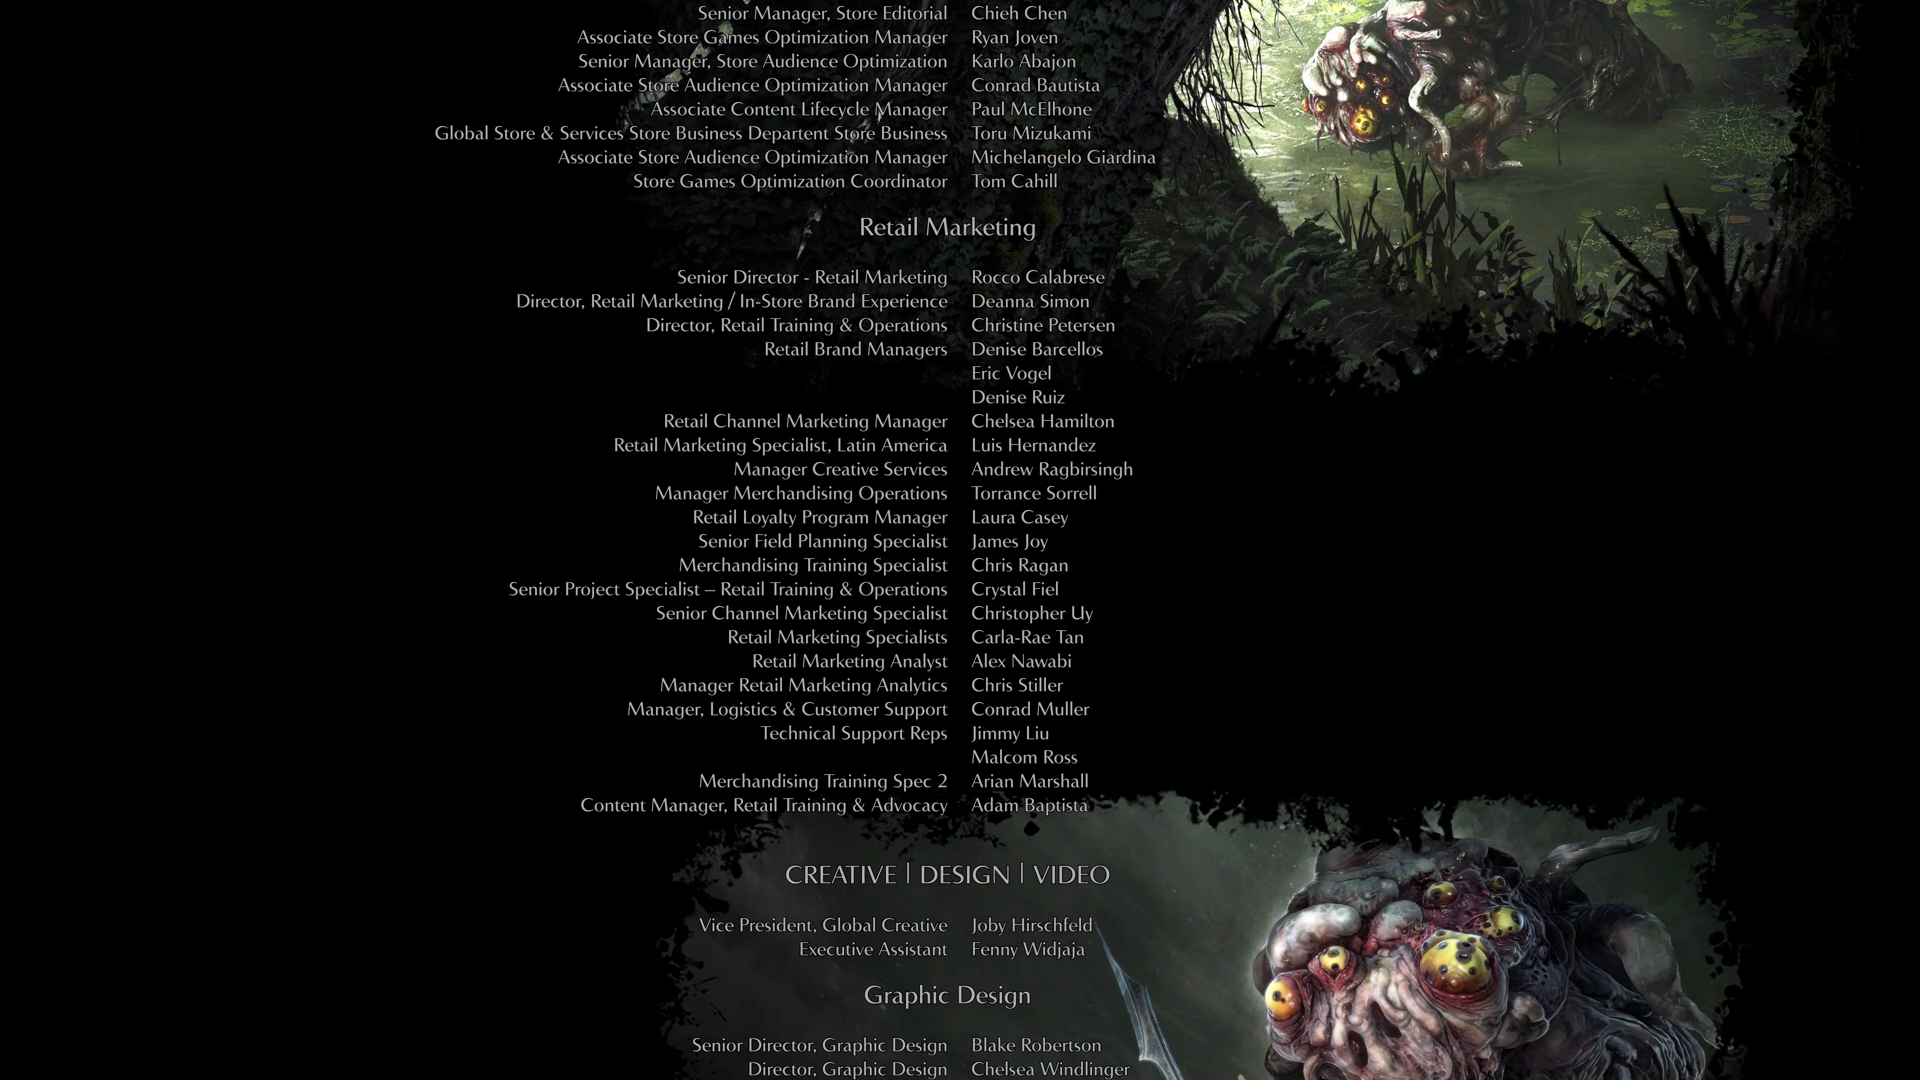 Senior Manager, Store Editorial Chieh Chen
Associate Store Games Optimization Manager Ryan Joven
Senior Manager, Store Audience Optimization Karlo Abajon
Associate Store Audience Optimization Manager Conrad Bautista
Associate Content Lifecycle Manager Paul McElhone
Global Store & Services Store Business Departent Store Business Toru Mizukami
Associate Store Audience Optimization Manager Michelangelo Giardina
Store Games Optimization Coordinator Tom Cahill
Retail Marketing
Senior Director - Retail Marketing Rocco Calabrese
Director, Retail Marketing / In-Store Brand Experience Deanna Simon
Director, Retail Training & Operations Christine Petersen
Retail Brand Managers Denise Barcellos
Eric Vogel
Denise Ruiz
Retail Channel Marketing Manager Chelsea Hamilton
Retail Marketing Specialist, Latin America Luis Hernandez
Manager Creative Services Andrew Ragbirsingh
Manager Merchandising Operations Torrance Sorrell
Retail Loyalty Program Manager Laura Casey
Senior Field Planning Specialist James Joy
Merchandising Training Specialist Chris Ragan
Senior Project Specialist – Retail Training & Operations Crystal Fiel
Senior Channel Marketing Specialist Christopher Uy
Retail Marketing Specialists Carla-Rae Tan
Retail Marketing Analyst Alex Nawabi
Manager Retail Marketing Analytics Chris Stiller
Manager, Logistics & Customer Support Conrad Muller
Technical Support Reps Jimmy Liu
Malcom Ross
Merchandising Training Spec 2 Arian Marshall
Content Manager, Retail Training & Advocacy Adam Baptista
CREATIVE | DESIGN | VIDEO
Vice President, Global Creative Joby Hirschfeld
Executive Assistant Fenny Widjaja
Graphic Design
Senior Director, Graphic Design Blake Robertson
Director, Graphic Design Chelsea Windlinger